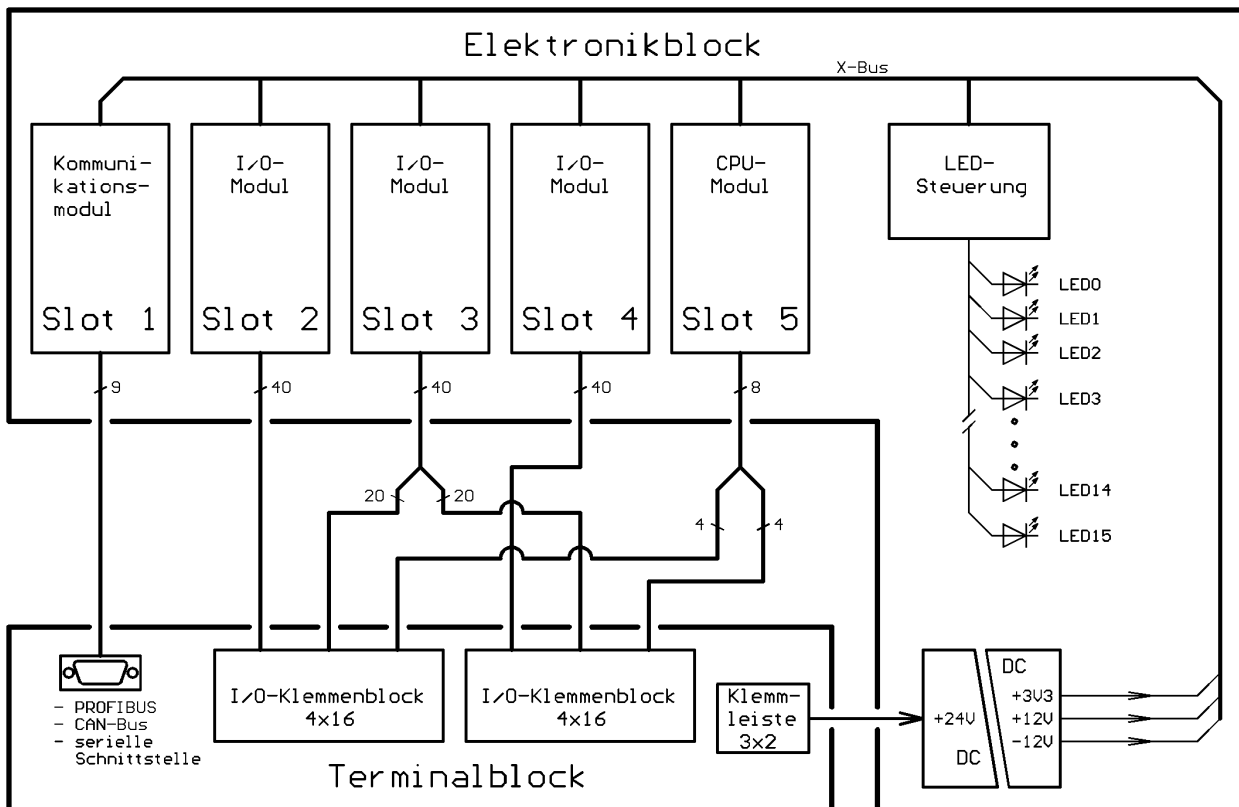 Elektronikblock
X-Bus
Kommuni-
kations-
modul
Slot 1
I/O-
Modul
Slot 2
I/O-
Modul
Slot 3
I/O-
Modul
Slot 4
CPU-
Modul
Slot 5
LED-
Steuerung
LED0
LED1
LED2
LED3
LED14
LED15
9
40
40
40
8
20
20
4
4
- PROFIBUS
- CAN-Bus
- serielle
Schnittstelle
I/O-Klemmenblock
4x16
I/O-Klemmenblock
4x16
Klemm-
leiste
3x2
+24V
DC
DC
+3V3
+12V
-12V
Terminalblock